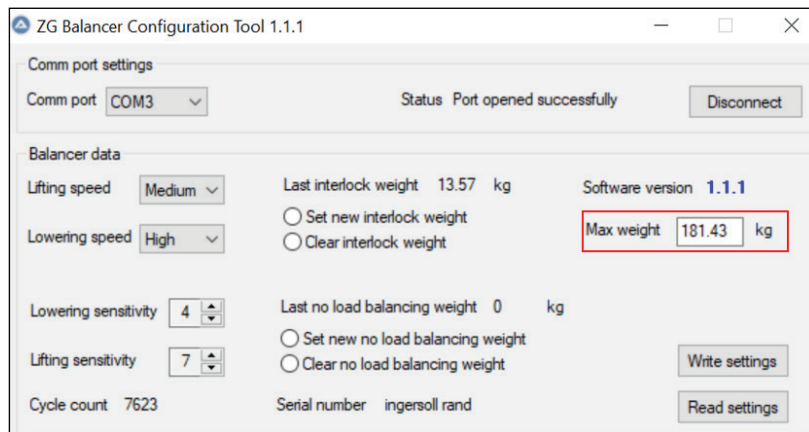 ZG Balancer Configuration Tool 1.1.1
Comm port settings
Comm port COM3 Status Port opened successfully Disconnect
Balancer data
Lifting speed Medium Last interlock weight 13.57 kg Software version 1.1.1
Set new interlock weight
Max weight 181.43 kg
Lowering speed High Clear interlock weight
Lowering sensitivity 4 Last no load balancing weight 0 kg
Set new no load balancing weight
Lifting sensitivity 7 Clear no load balancing weight Write settings
Cycle count 7623 Serial number ingersoll rand Read settings